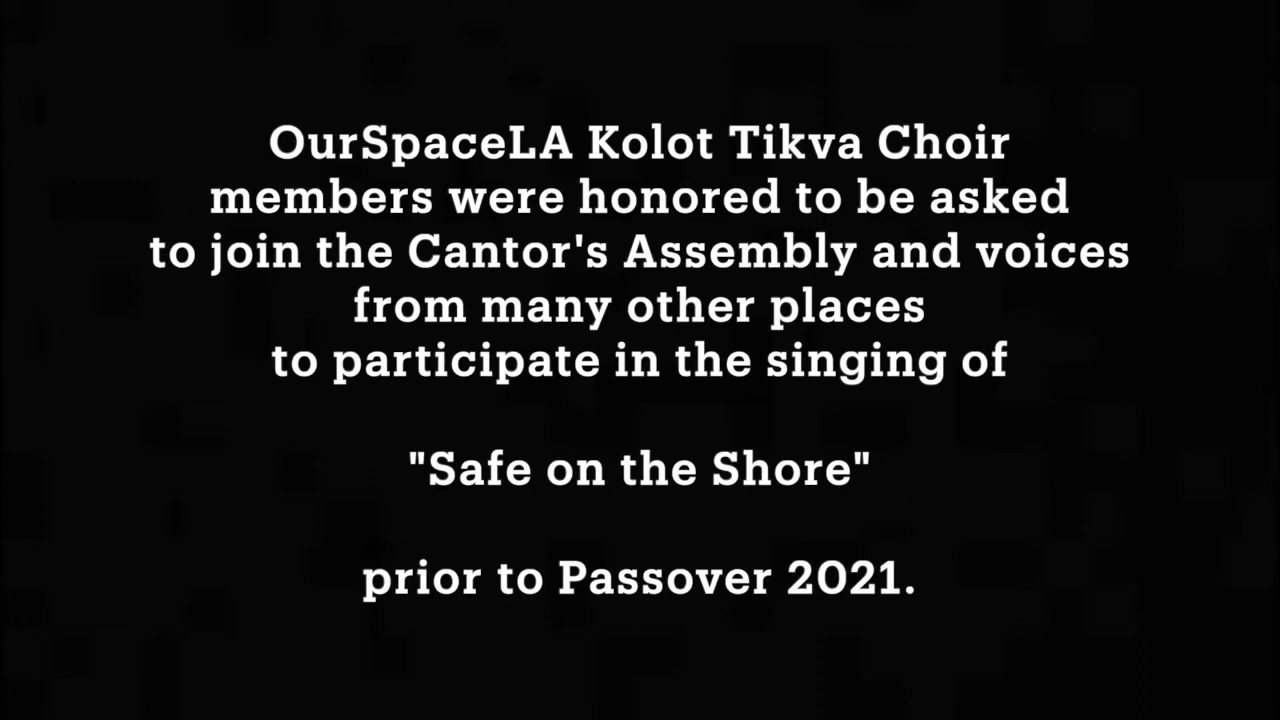 OurSpaceLA Kolot Tikva Choir
members were honored to be asked
to join the Cantor's Assembly and voices
from many other places
to participate in the singing of
"Safe on the Shore"
prior to Passover 2021.